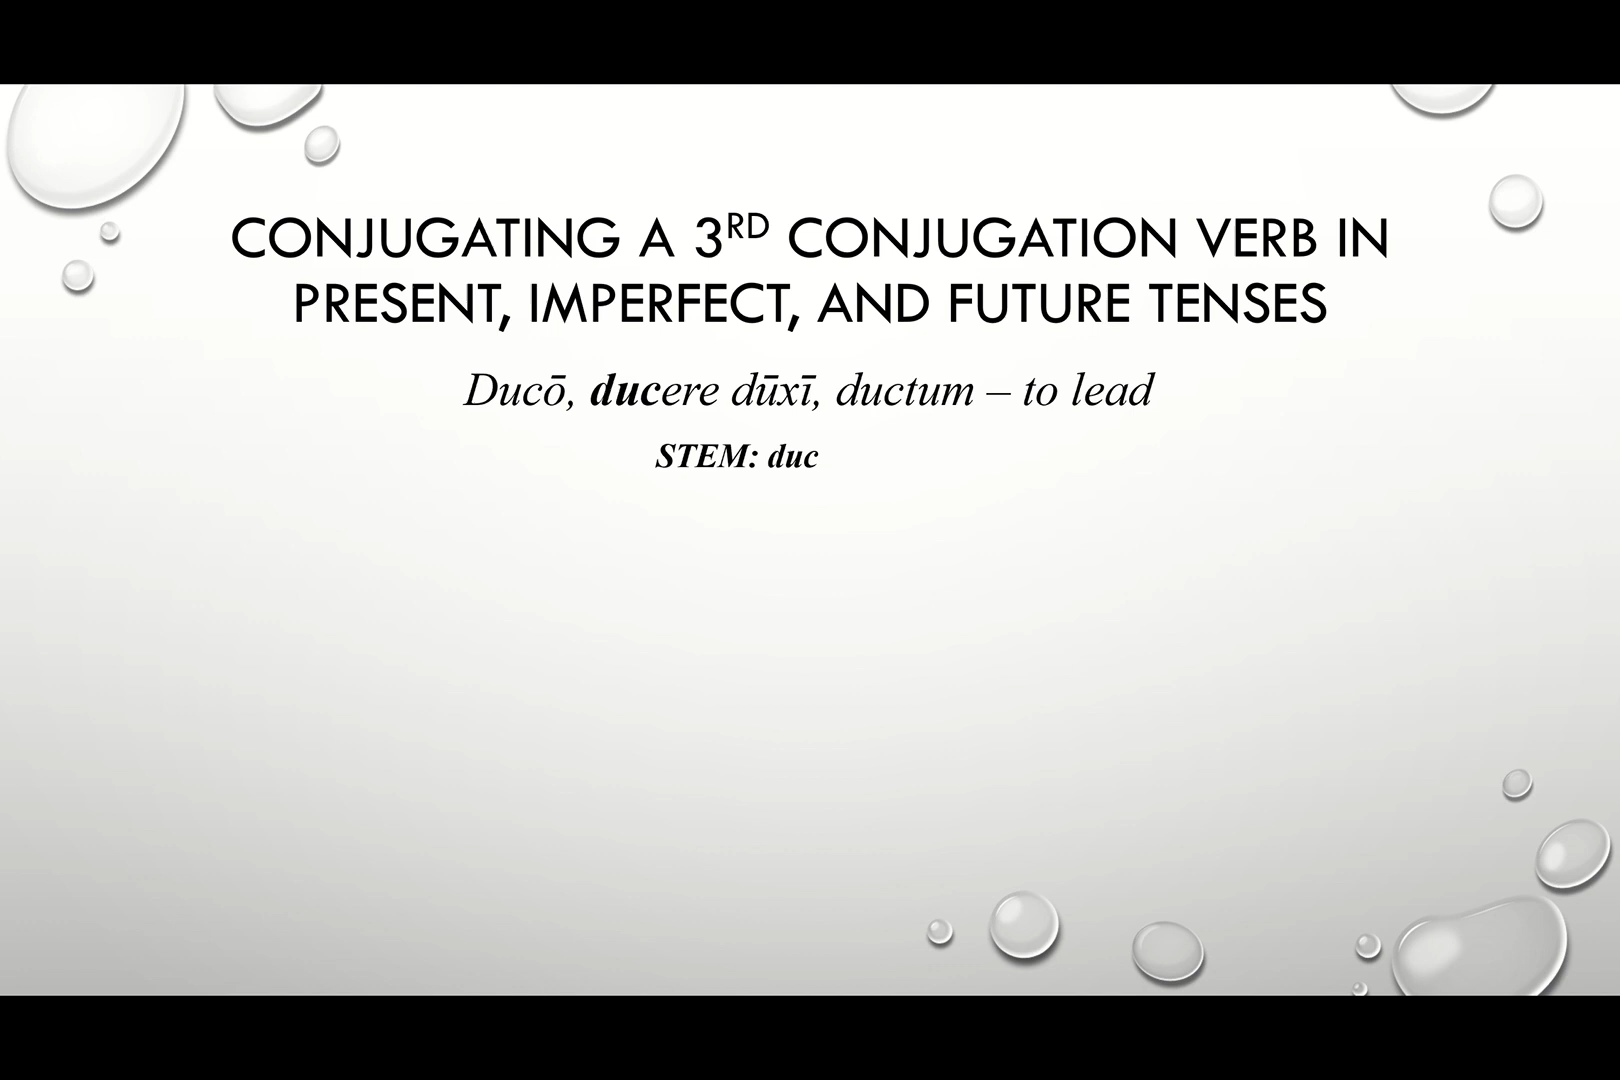 CONJUGATING A 3RD CONJUGATION VERB IN
PRESENT, IMPERFECT, AND FUTURE TENSES
Ducō, ducere dūxī, ductum – to lead
STEM: duc